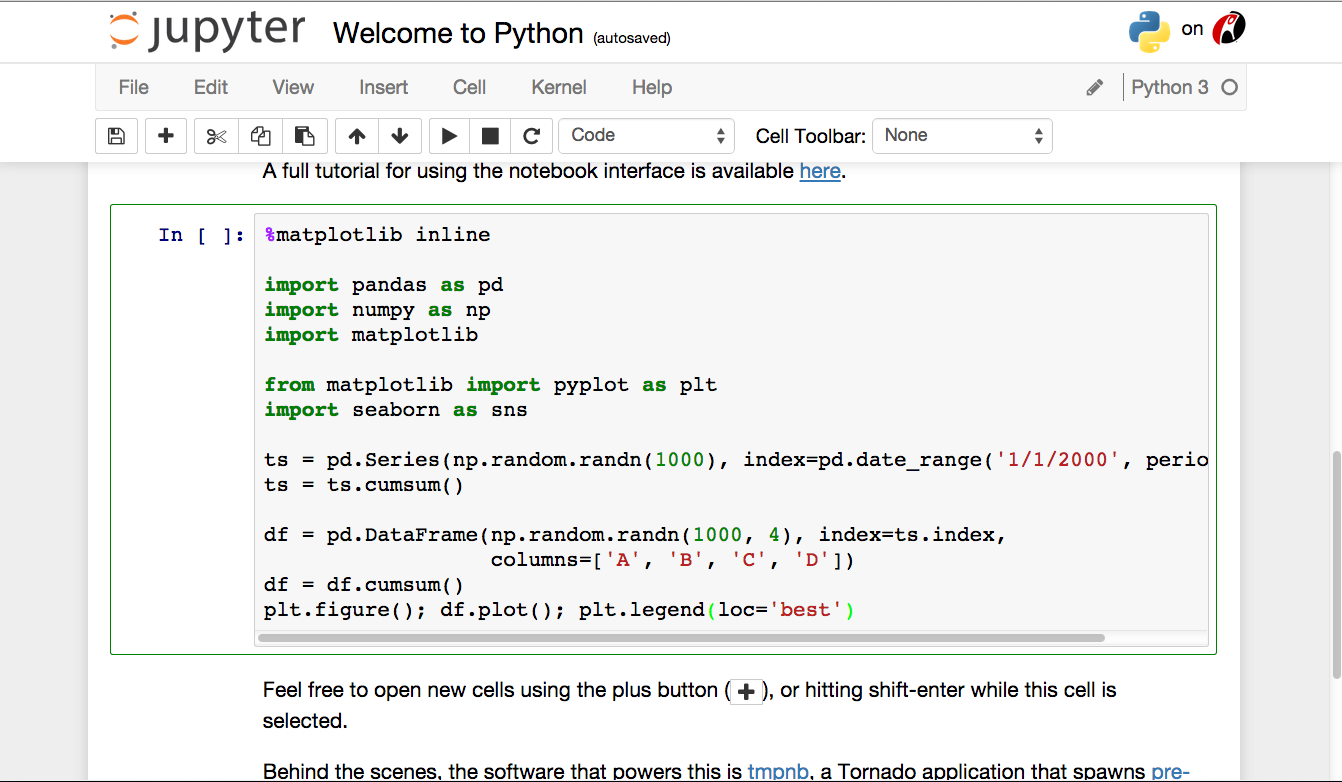 jupyter Welcome to Python (autosaved) on
File Edit View Insert Cell Kernel Help Python 3
Code Cell Toolbar: None
A full tutorial for using the notebook interface is available here.
In [ ]: %matplotlib inline
import pandas as pd
import numpy as np
import matplotlib
from matplotlib import pyplot as plt
import seaborn as sns
ts = pd.Series(np.random.randn(1000), index=pd.date_range('1/1/2000', perio
ts = ts.cumsum()
df = pd.DataFrame(np.random.randn(1000, 4), index=ts.index,
columns=['A', 'B', 'C', 'D'])
df = df.cumsum()
plt.figure(); df.plot(); plt.legend(loc='best')
Feel free to open new cells using the plus button (+), or hitting shift-enter while this cell is
selected.
Behind the scenes, the software that powers this is tmpnb, a Tornado application that spawns pre-